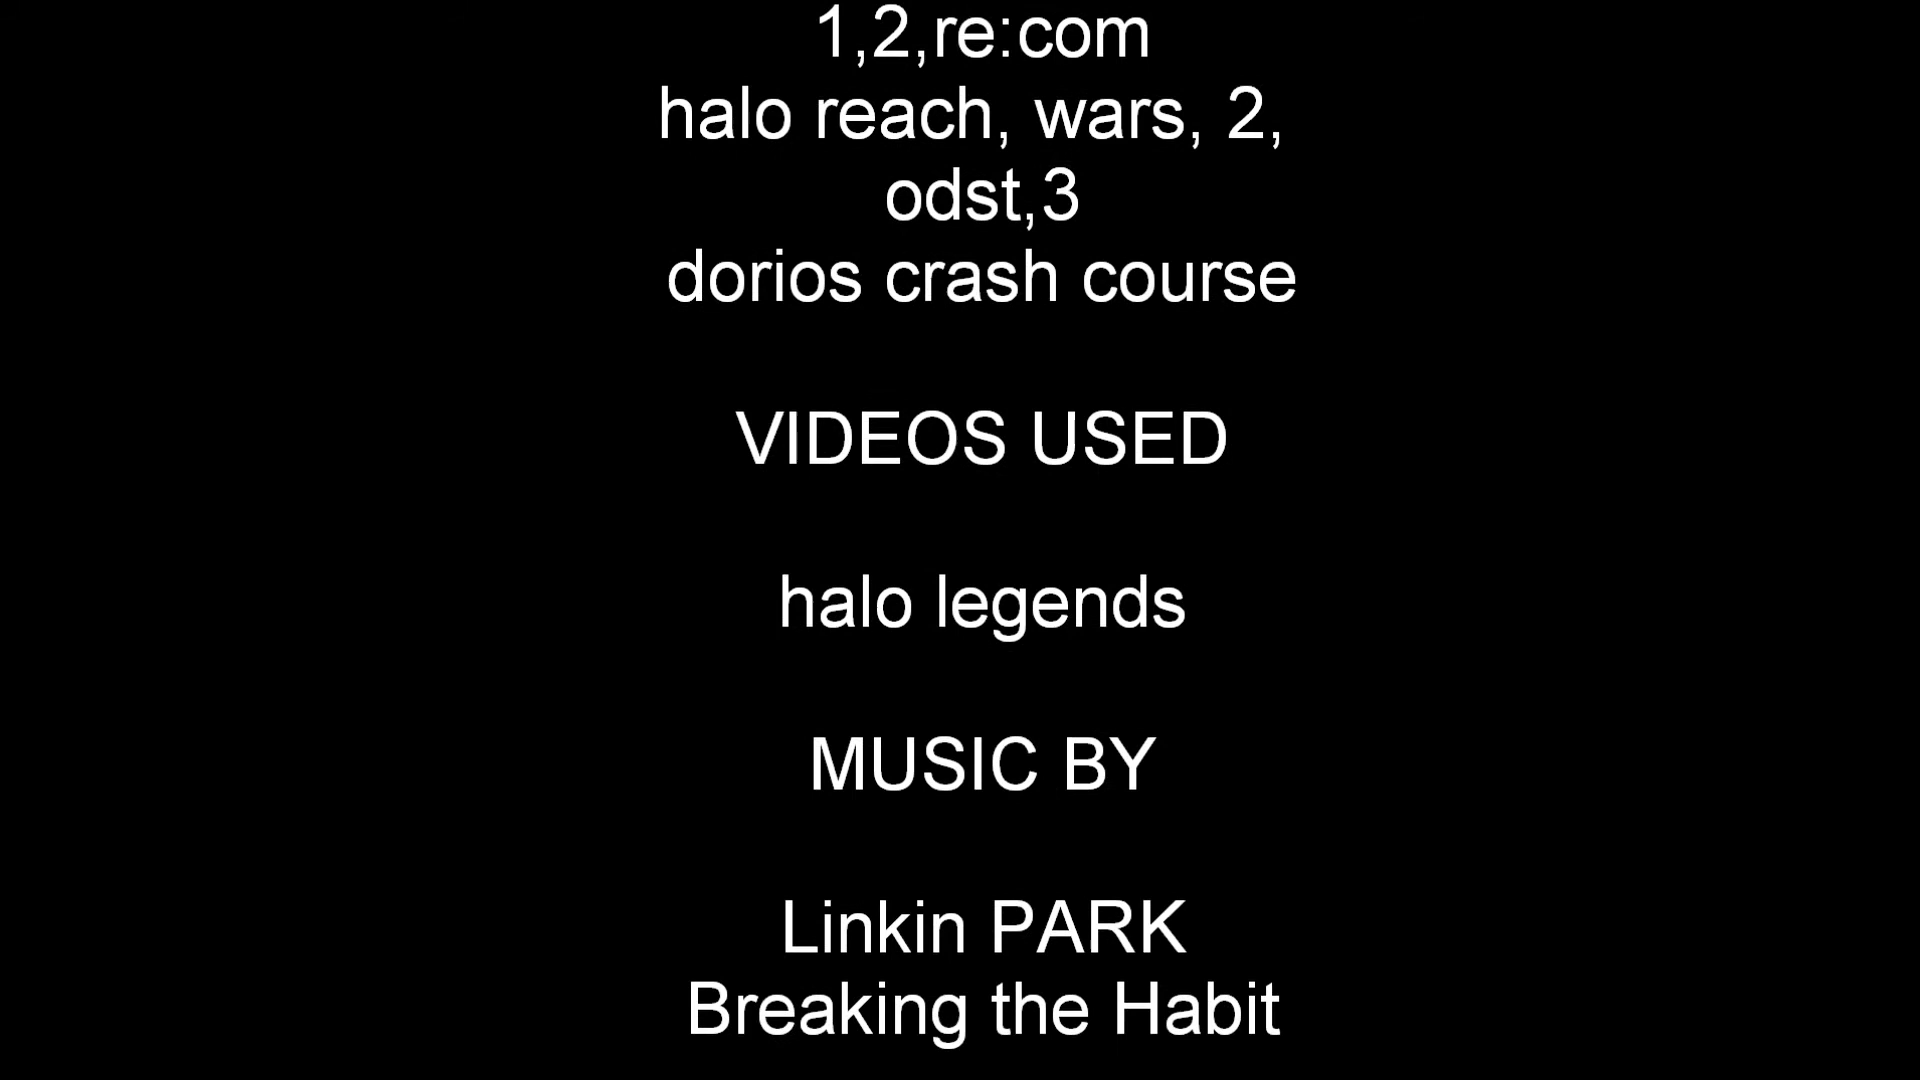 1,2,re:com
halo reach, wars, 2,
odst,3
dorios crash course
VIDEOS USED
halo legends
MUSIC BY
Linkin PARK
Breaking the Habit